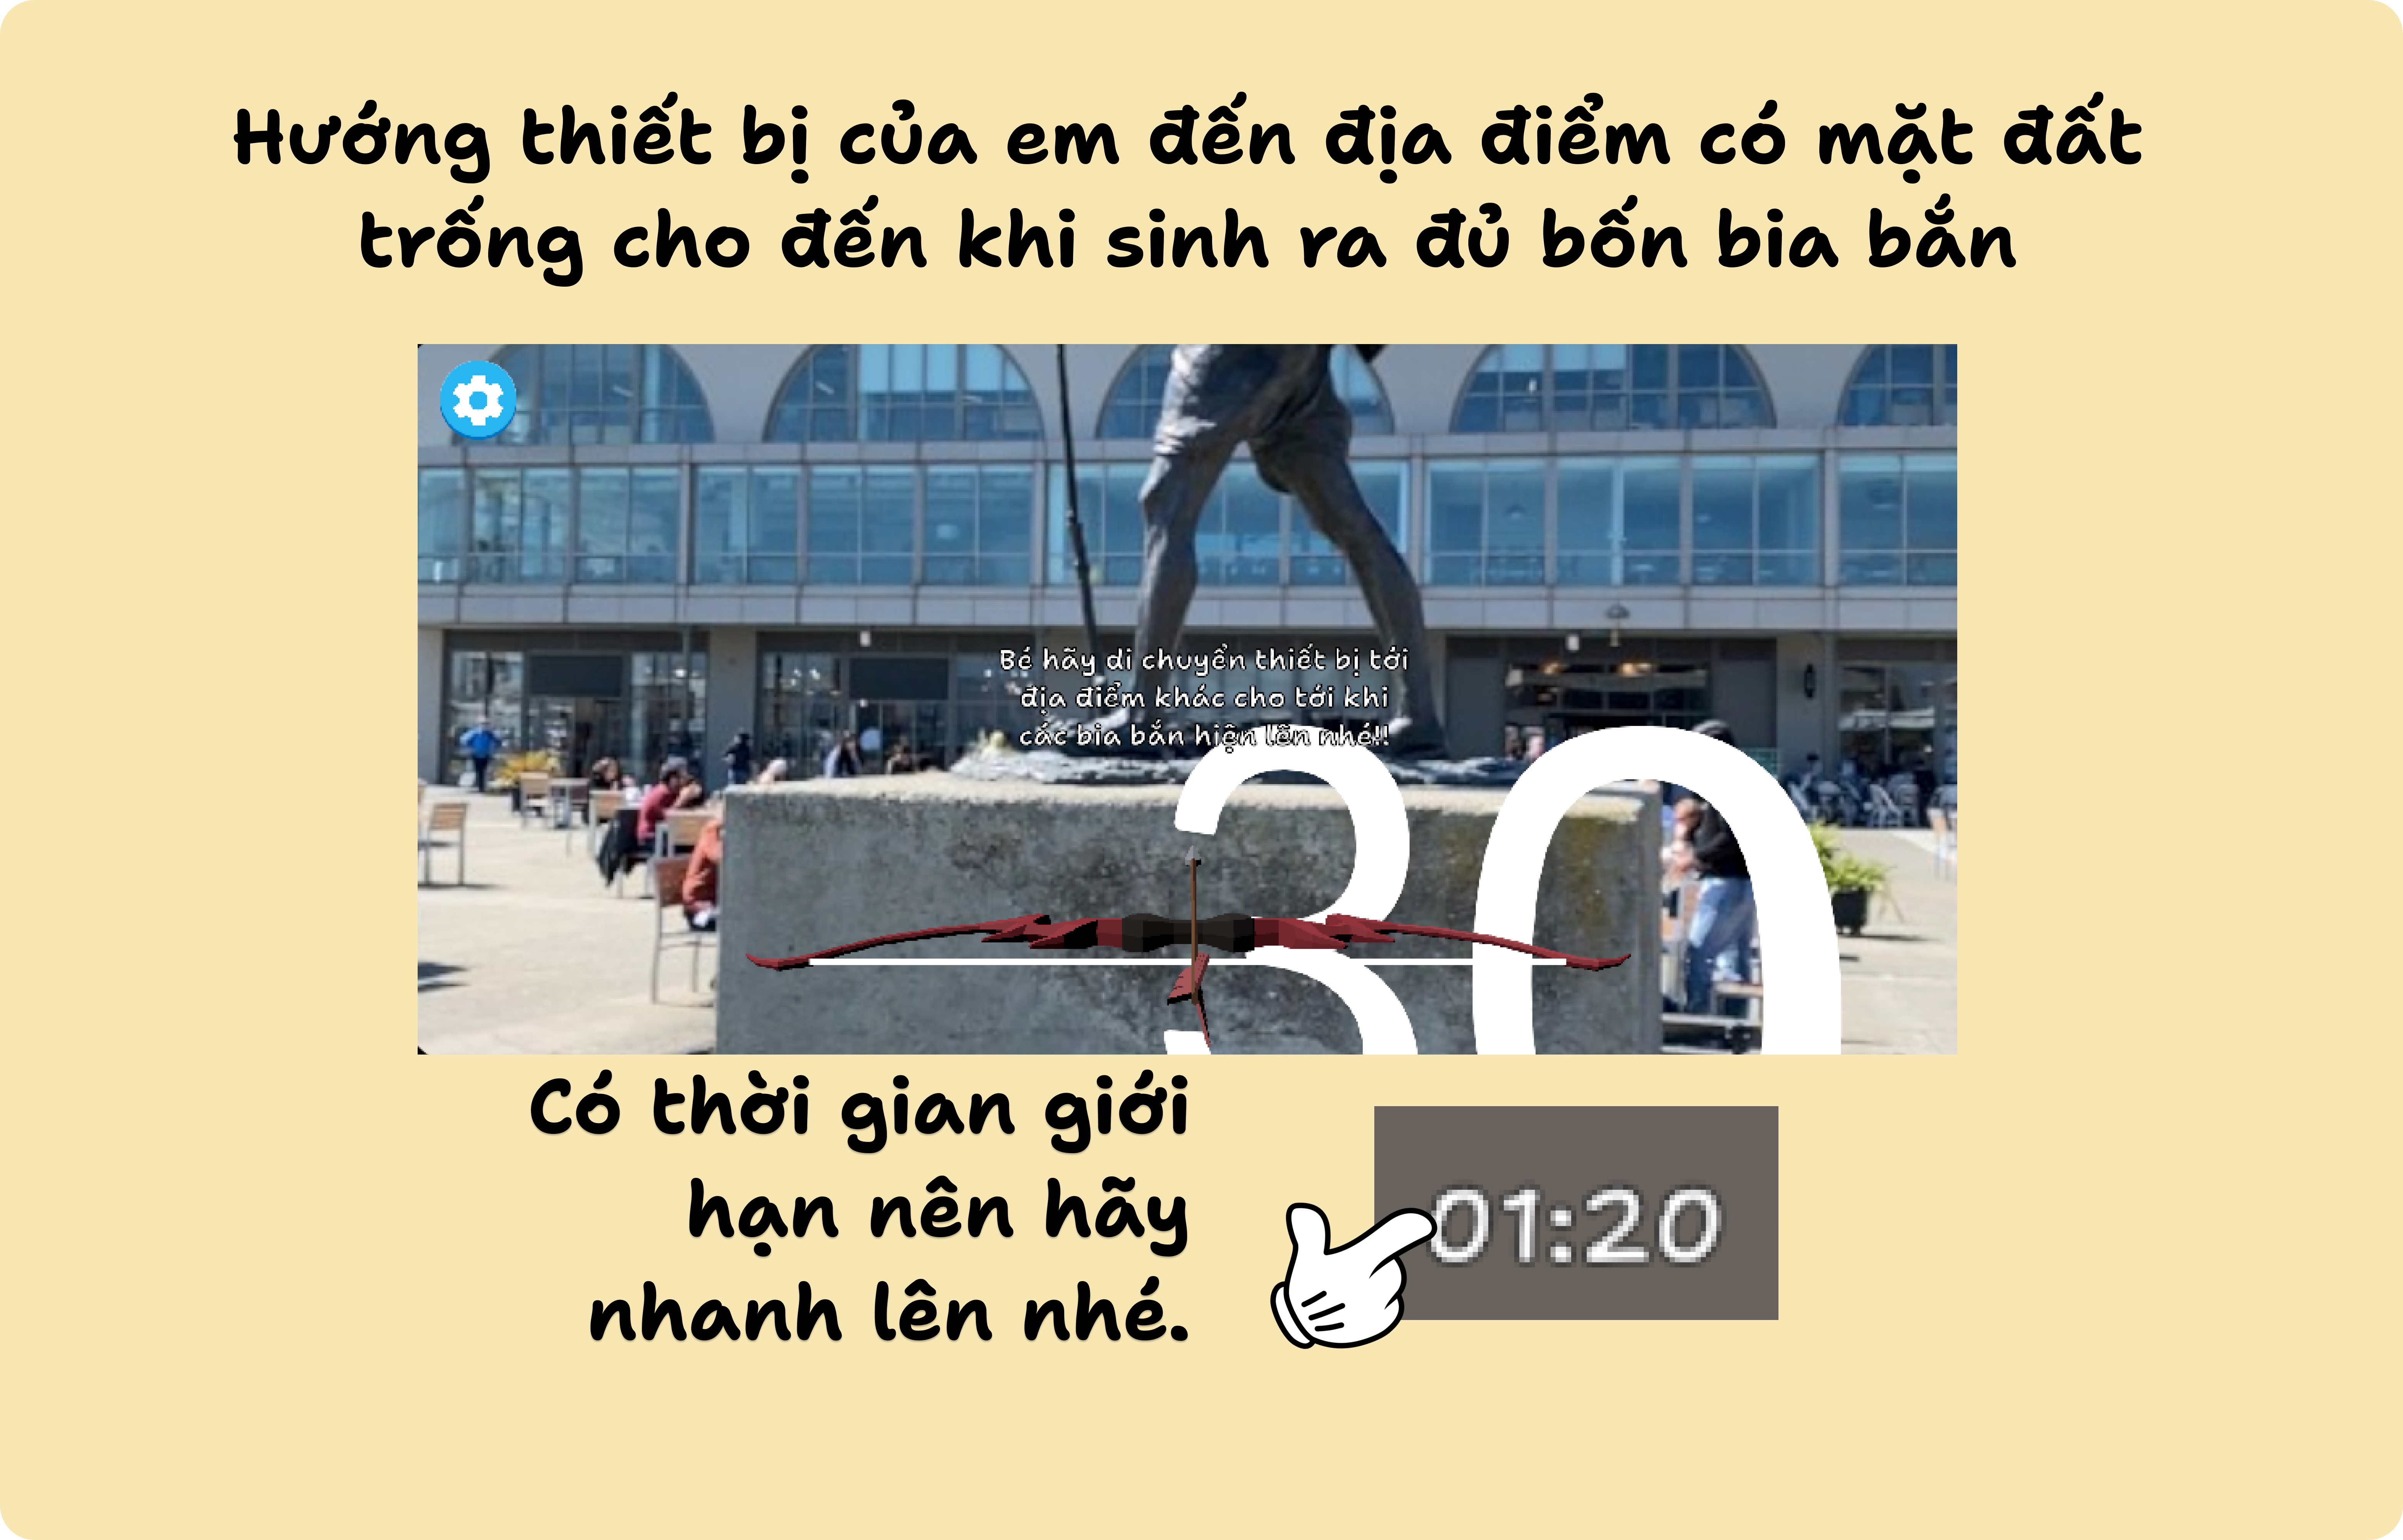 Hướng thiết bị của em đến địa điểm có mặt đất
trống cho đến khi sinh ra đủ bốn bia bắn
Bé hãy di chuyển thiết bị tới
địa điểm khác cho tới khi
các bia bắn hiện lên nhé!!
30
Có thời gian giới
hạn nên hãy
nhanh lên nhé.
01:20